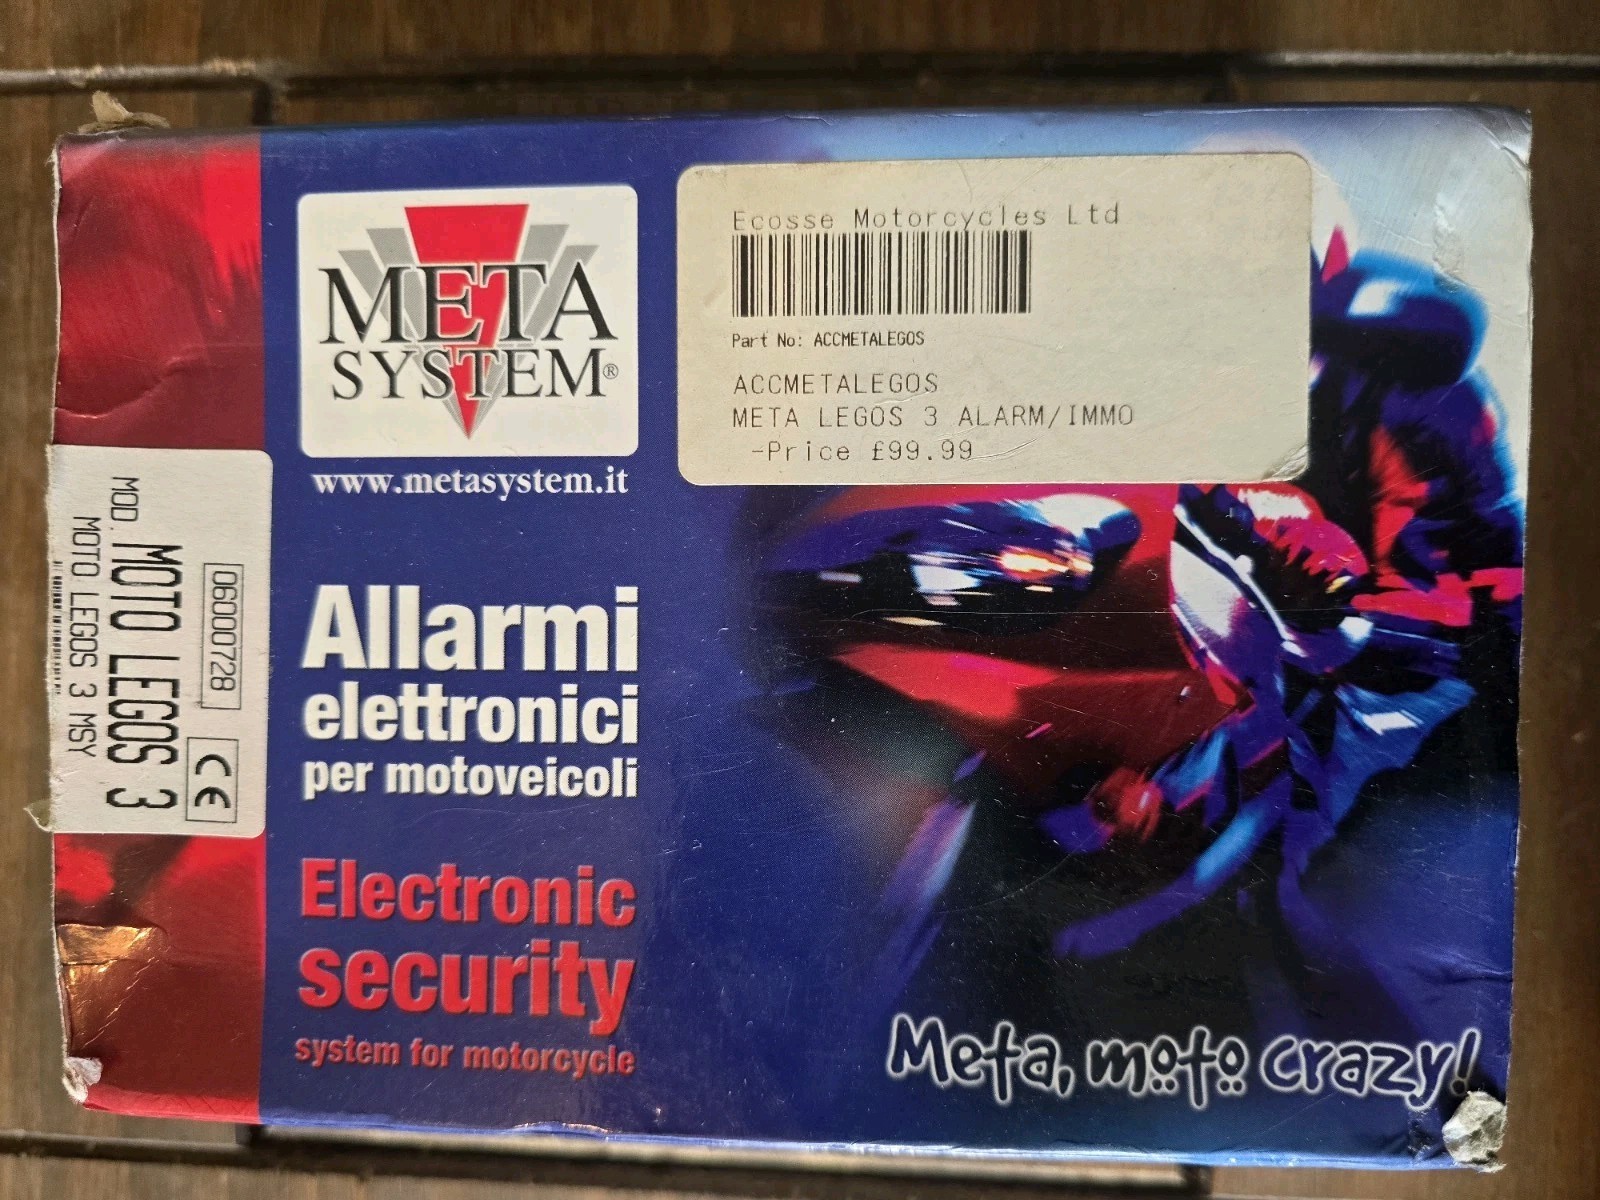 META
SYSTEM®
www.metasystem.it
Allarmi
elettronici
per motoveicoli
Electronic
security
system for motorcycle
Ecosse Motorcycles Ltd
Part No: ACCMETALEGOS
ACCMETALEGOS
META LEGOS 3 ALARM/IMMO
-Price £99.99
Meta, moto crazy!
06000728
CE
MOD. MOTO LEGOS 3
MOTO LEGOS 3 MSY